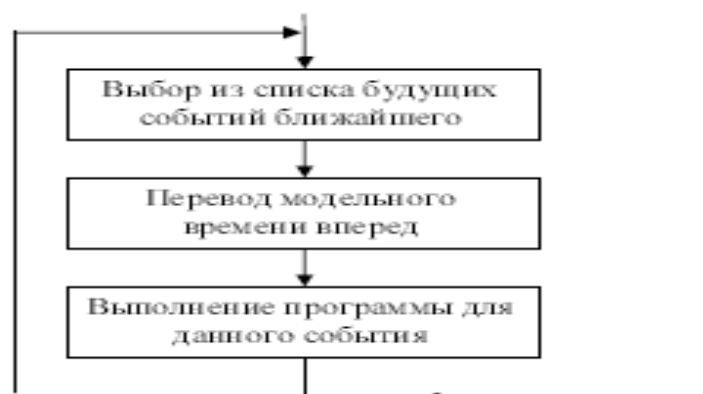 Выбор из списка будущих
событий ближайшего
Перевод модельного
времени вперед
Выполнение программы для
данного события